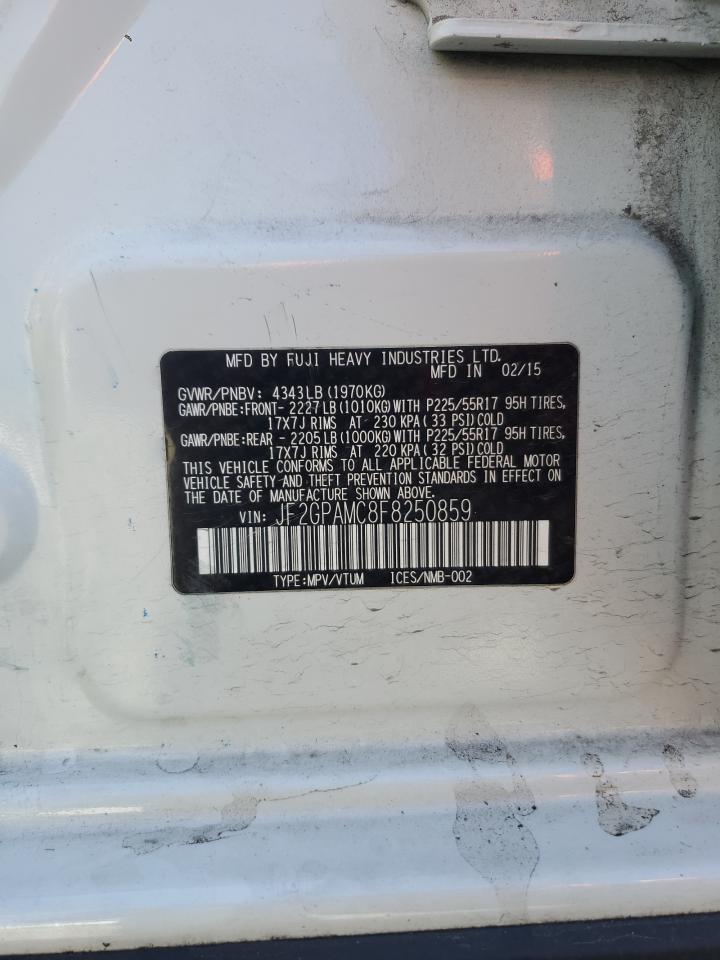 MFD BY FUJI HEAVY INDUSTRIES LTD.
MFD IN 02/15
GVWR/PNBV: 4343LB(1970KG)
GAWR/PNBE:FRONT-2227LB(1010KG)WITH P225/55R17 95H TIRES,
17X7J RIMS AT 230 KPA(33 PSI)COLD
GAWR/PNBE:REAR -2205LB(1000KG)WITH P225/55R17 95H TIRES,
17X7J RIMS AT 220 KPA(32 PSI)COLD
THIS VEHICLE CONFORMS TO ALL APPLICABLE FEDERAL MOTOR
VEHICLE SAFETY AND THEFT PREVENTION STANDARDS IN EFFECT ON
THE DATE OF MANUFACTURE SHOWN ABOVE.
VIN: JF2GPAMC8F8250859
TYPE:MPV/VTUM ICES/NMB-002